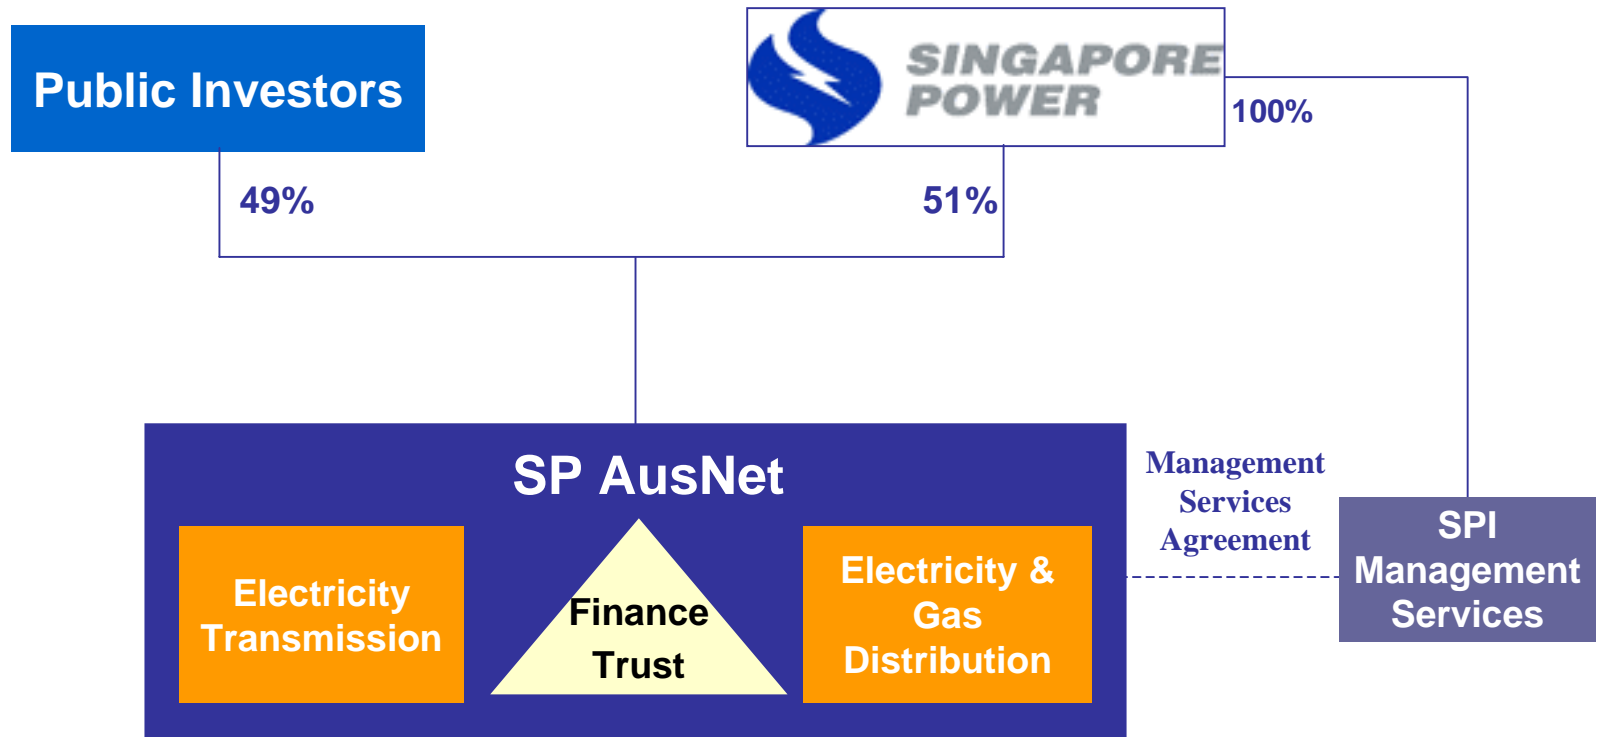 Public Investors
SINGAPORE
POWER
100%
49%
51%
SP AusNet
Management
Services
Agreement
Electricity
Transmission
Finance
Trust
Electricity &
Gas
Distribution
SPI
Management
Services